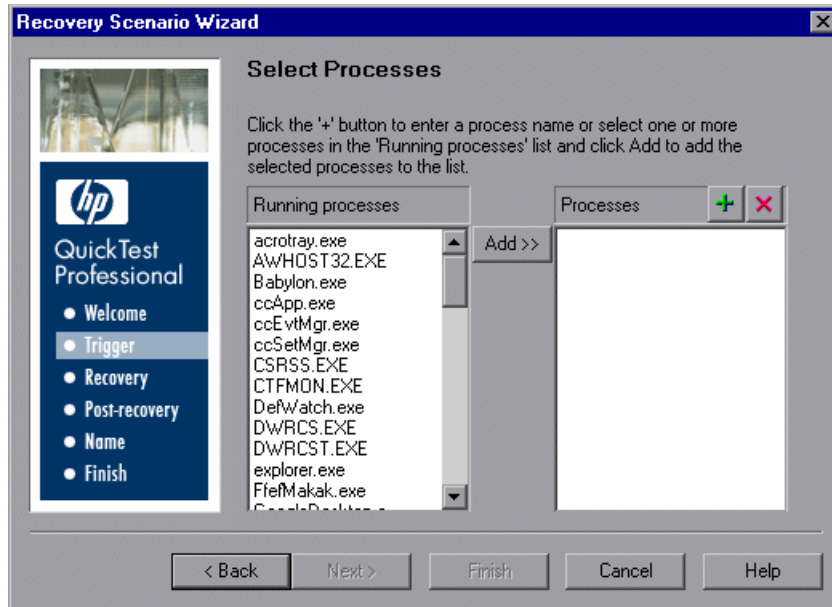 Recovery Scenario Wizard
Select Processes
Click the '+' button to enter a process name or select one or more
processes in the 'Running processes' list and click Add to add the
selected processes to the list.
hp
QuickTest
Professional
Welcome
Trigger
Recovery
Post-recovery
Name
Finish
Running processes
acrotray.exe
AWHOST32.EXE
Babylon.exe
ccApp.exe
ccEvtMgr.exe
ccSetMgr.exe
CSRSS.EXE
CTFMON.EXE
DefWatch.exe
DWRCS.EXE
DWRCST.EXE
explorer.exe
FfefMakak.exe
Add >>
Processes
< Back
Next >
Finish
Cancel
Help